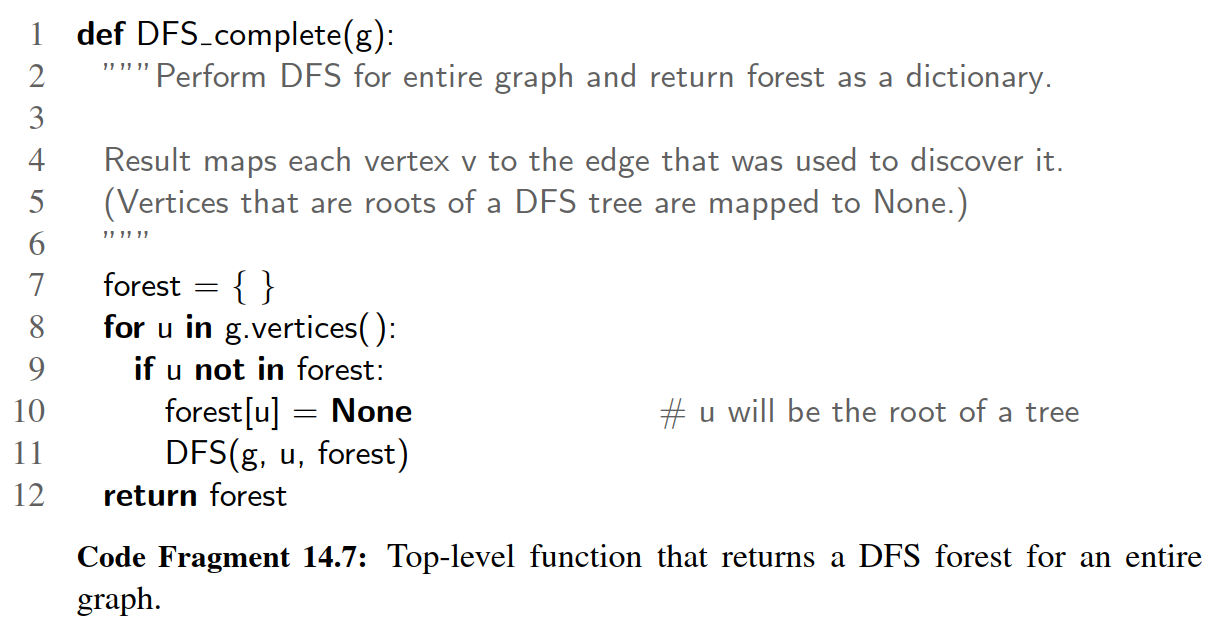 1 def DFS_complete(g):
2 """Perform DFS for entire graph and return forest as a dictionary.
3
4 Result maps each vertex v to the edge that was used to discover it.
5 (Vertices that are roots of a DFS tree are mapped to None.)
6 """
7 forest = { }
8 for u in g.vertices( ):
9 if u not in forest:
10 forest[u] = None # u will be the root of a tree
11 DFS(g, u, forest)
12 return forest
Code Fragment 14.7: Top-level function that returns a DFS forest for an entire
graph.